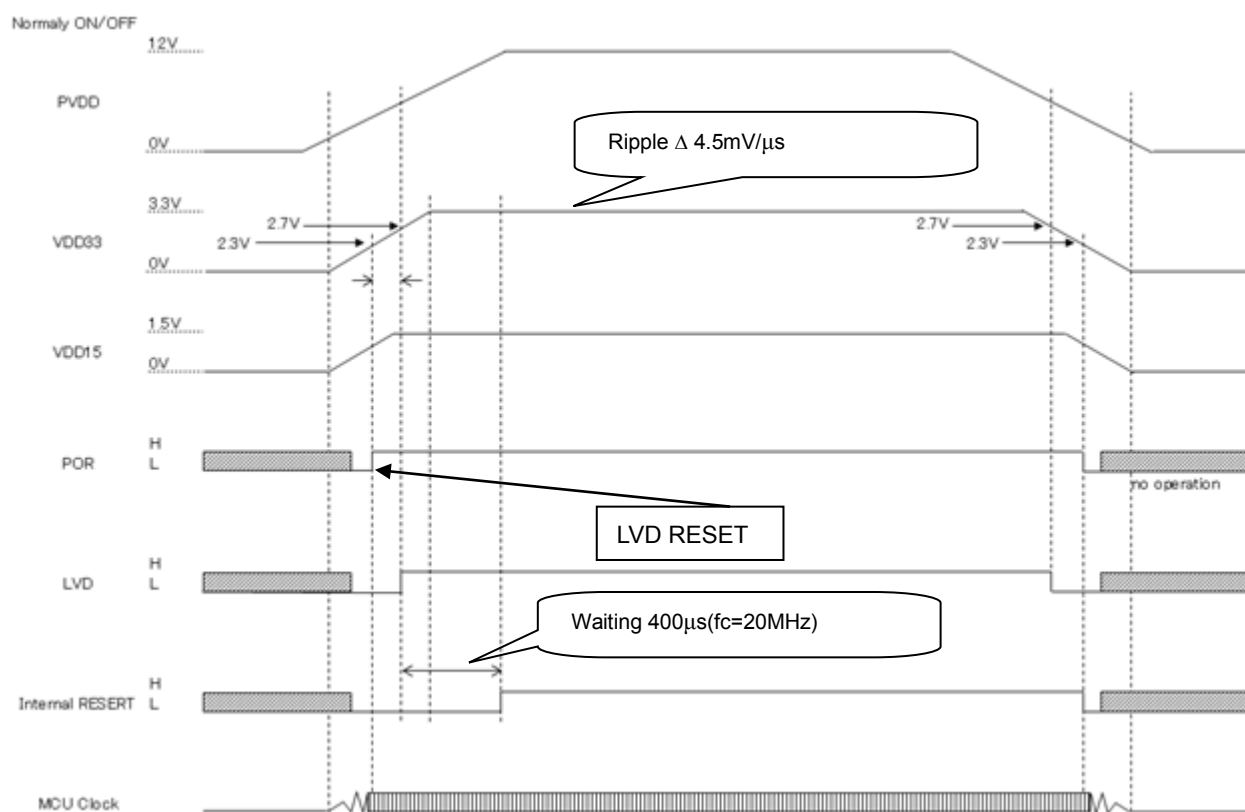 Normaly ON/OFF
12V
PVDD
0V
Ripple Δ 4.5mV/μs
3.3V
2.7V
2.7V
VDD33
2.3V
2.3V
0V
1.5V
VDD15
0V
H
POR
L
no operation
LVD RESET
H
LVD
L
Waiting 400μs(fc=20MHz)
H
Internal RESERT
L
MCU Clock